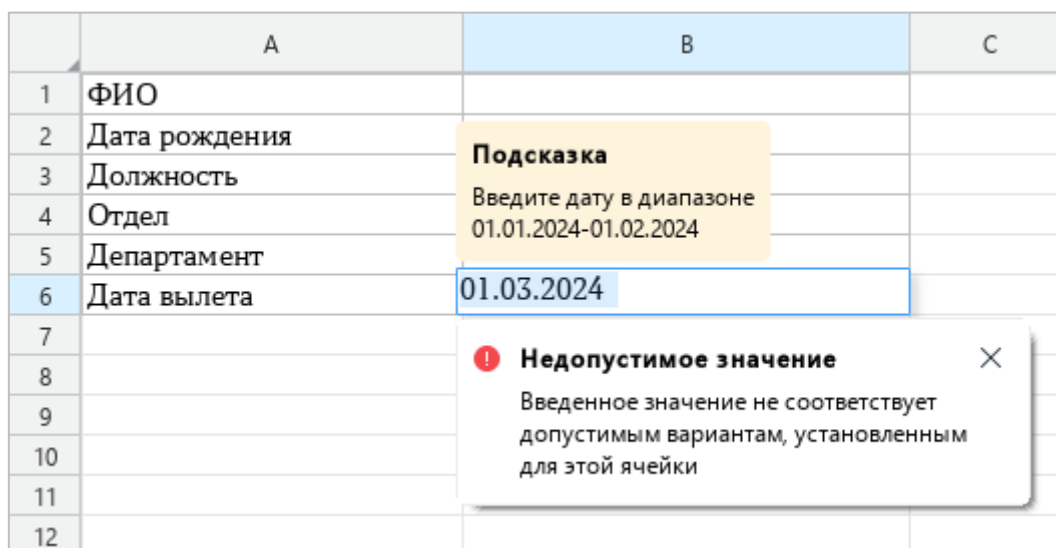 A B C
1 ФИО
2 Дата рождения
3 Должность
4 Отдел
5 Департамент
6 Дата вылета 01.03.2024
Подсказка
Введите дату в диапазоне
01.01.2024-01.02.2024
7
8
9
10
11
12
Недопустимое значение
Введенное значение не соответствует
допустимым вариантам, установленным
для этой ячейки